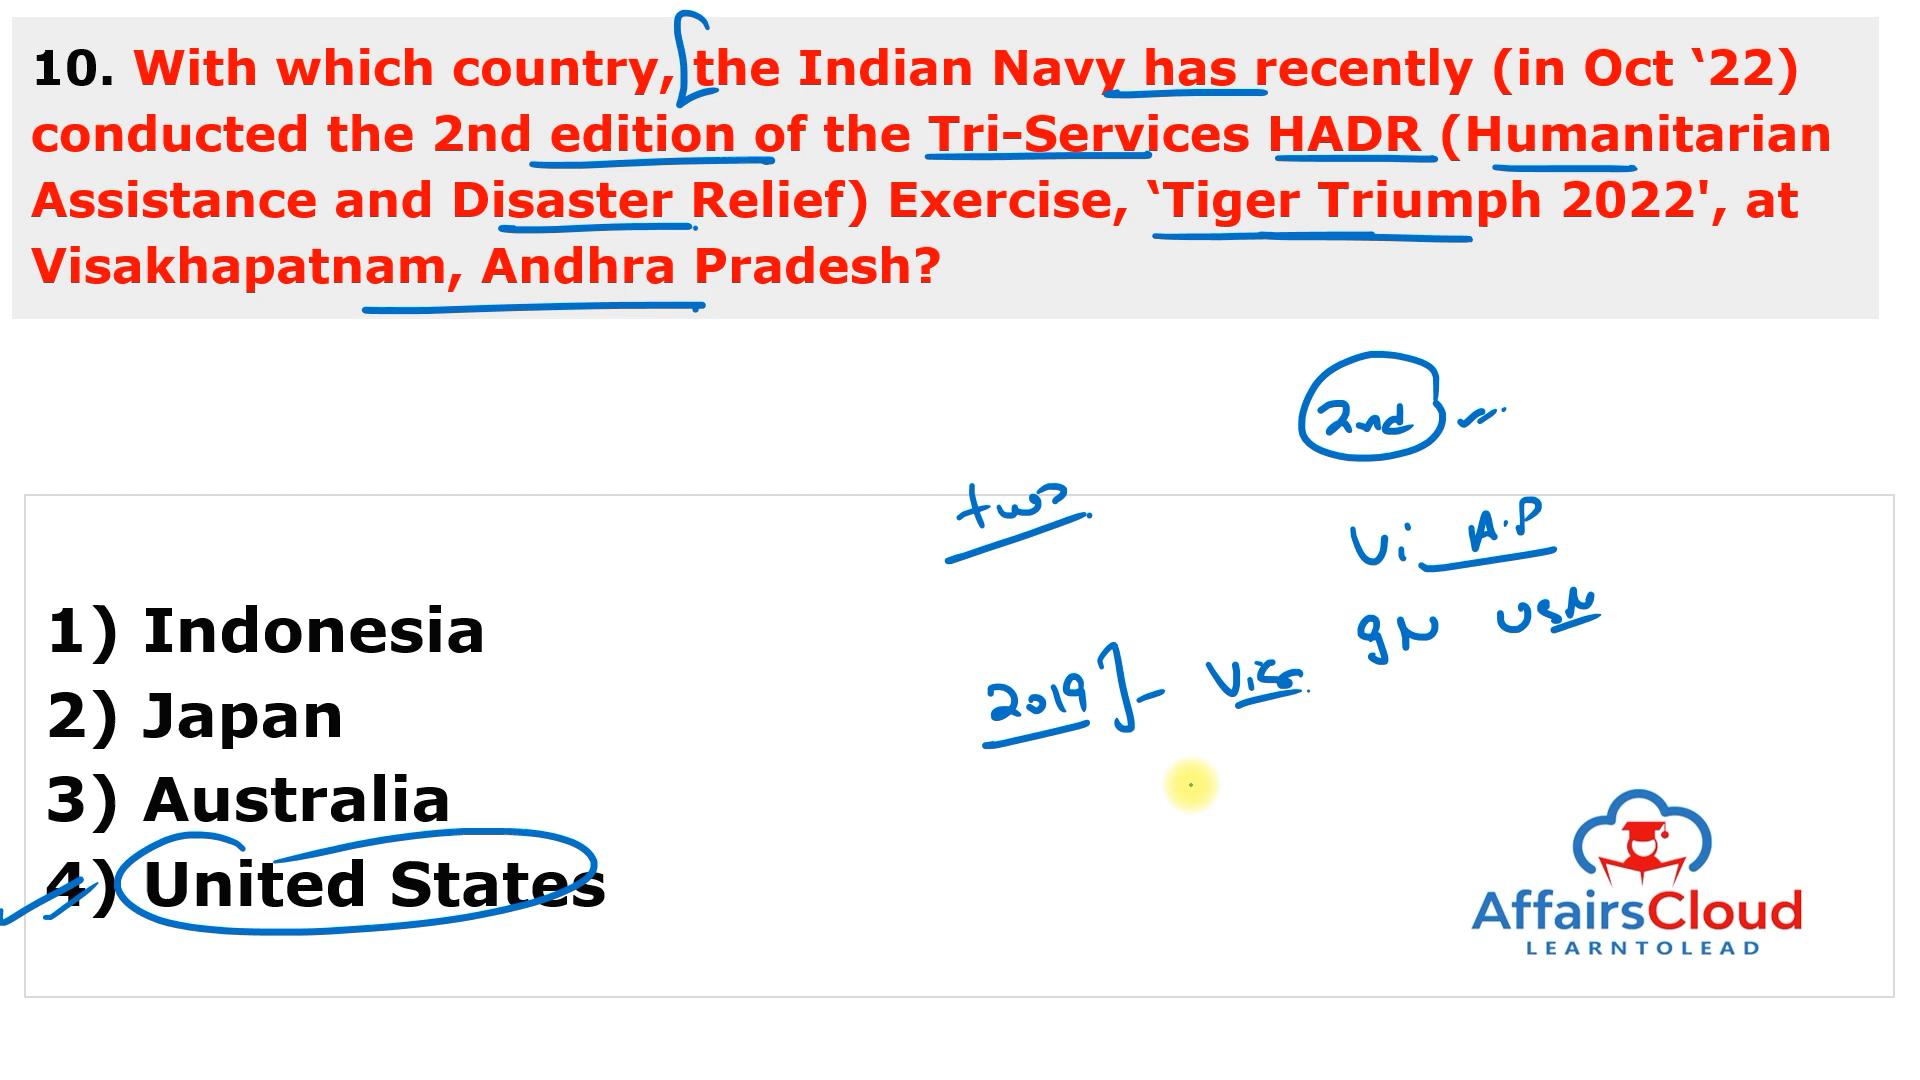 10. With which country, the Indian Navy has recently (in Oct ‘22)
conducted the 2nd edition of the Tri-Services HADR (Humanitarian
Assistance and Disaster Relief) Exercise, ‘Tiger Triumph 2022', at
Visakhapatnam, Andhra Pradesh?
2nd
two
Vi A.P
2019
1) Indonesia
2) Japan
3) Australia
4) United States
AffairsCloud
LEARNTOLEAD